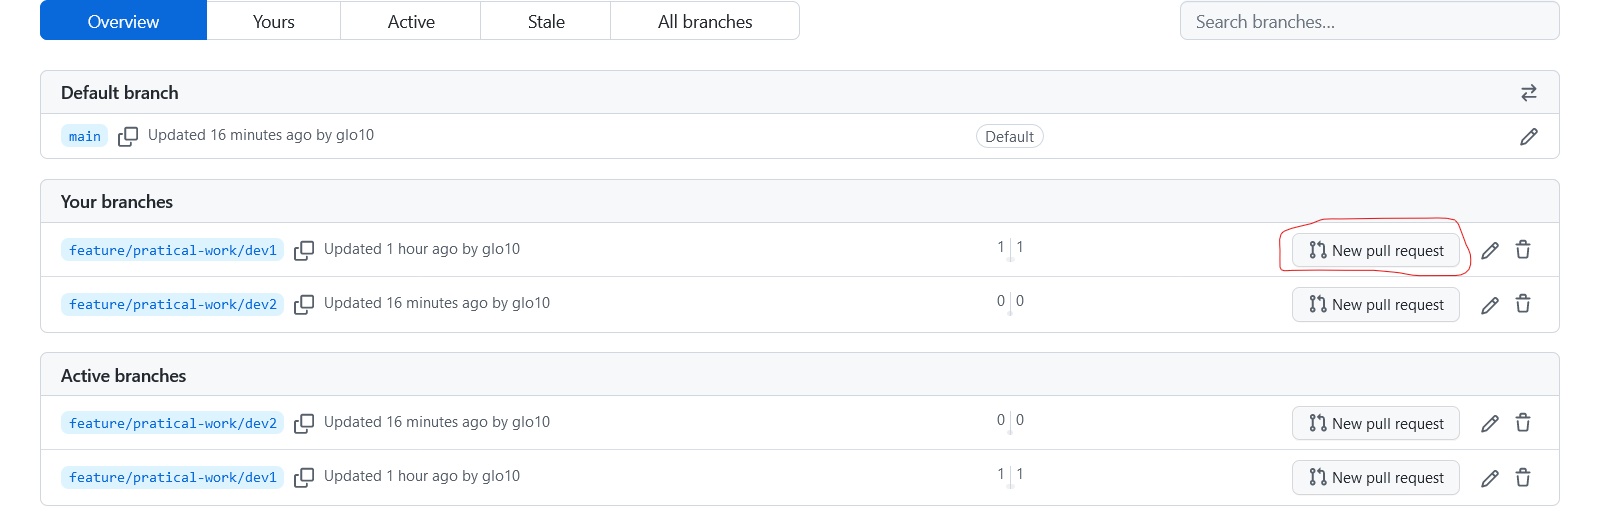 Overview Yours Active Stale All branches Search branches...
Default branch
main Updated 16 minutes ago by glo10 Default
Your branches
feature/pratical-work/dev1 Updated 1 hour ago by glo10 1 1 New pull request
feature/pratical-work/dev2 Updated 16 minutes ago by glo10 0 0 New pull request
Active branches
feature/pratical-work/dev2 Updated 16 minutes ago by glo10 0 0 New pull request
feature/pratical-work/dev1 Updated 1 hour ago by glo10 1 1 New pull request